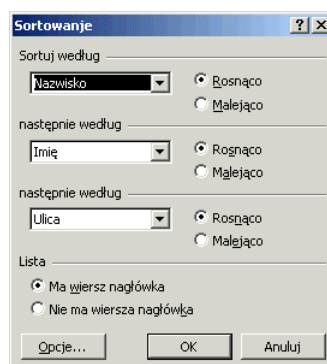 Sortowanie
Sortuj według
Nazwisko
Rosnąco
Malejąco
następnie według
Imię
Rosnąco
Malejąco
następnie według
Ulica
Rosnąco
Malejąco
Lista
Ma wiersz nagłówka
Nie ma wiersza nagłówka
Opcje... OK Anuluj